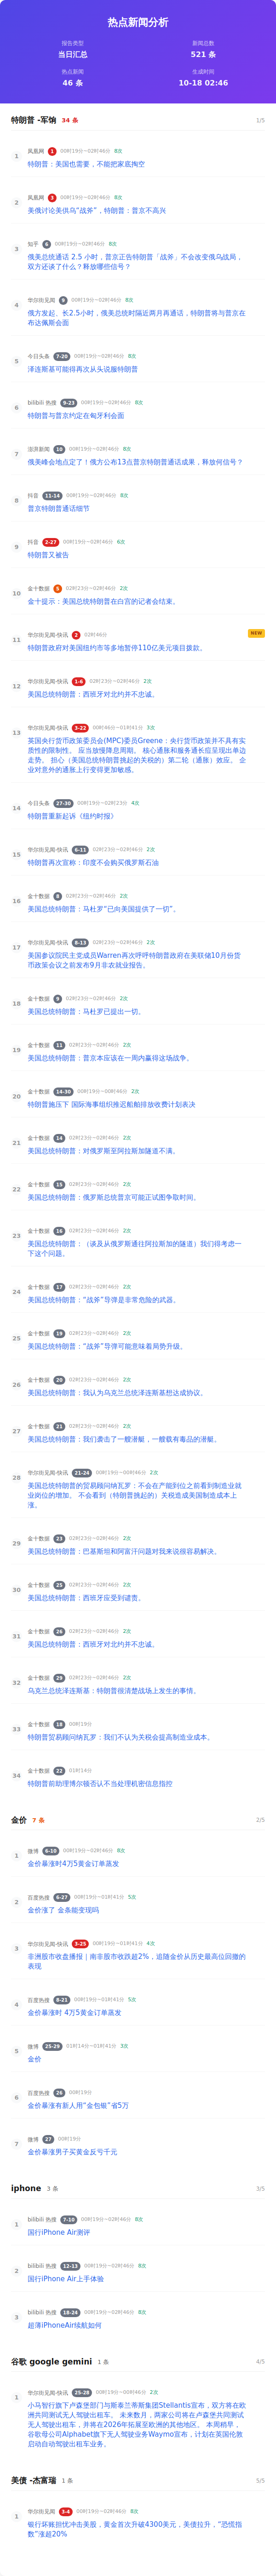 热点新闻分析
报告类型
新闻总数
当日汇总
521 条
热点新闻
生成时间
46 条
10-18 02:46
特朗普 -军饷 34 条 1/5
1 凤凰网 1 00时19分~02时46分 8次
特朗普：美国也需要，不能把家底掏空
2 凤凰网 3 00时19分~02时46分 8次
美俄讨论美供乌“战斧”，特朗普：普京不高兴
3 知乎 6 00时19分~02时46分 8次
俄美总统通话 2.5 小时，普京正告特朗普「战斧」不会改变俄乌战局，
双方还谈了什么？释放哪些信号？
4 华尔街见闻 9 00时19分~02时46分 8次
俄方发起、长2.5小时，俄美总统时隔近两月再通话，特朗普将与普京在
布达佩斯会面
5 今日头条 7-20 00时19分~02时46分 8次
泽连斯基可能得再次从头说服特朗普
6 bilibili 热搜 9-23 00时19分~02时46分 8次
特朗普与普京约定在匈牙利会面
7 澎湃新闻 10 00时19分~02时46分 8次
俄美峰会地点定了！俄方公布13点普京特朗普通话成果，释放何信号？
8 抖音 11-14 00时19分~02时46分 8次
普京特朗普通话细节
9 抖音 2-27 00时19分~02时46分 6次
特朗普又被告
10 金十数据 5 02时23分~02时46分 2次
金十提示：美国总统特朗普在白宫的记者会结束。
11 华尔街见闻-快讯 2 02时46分 NEW
特朗普政府对美国纽约市等多地暂停110亿美元项目拨款。
12 华尔街见闻-快讯 1-6 02时23分~02时46分 2次
美国总统特朗普：西班牙对北约并不忠诚。
13 华尔街见闻-快讯 3-22 00时46分~01时41分 3次
英国央行货币政策委员会(MPC)委员Greene：央行货币政策并不具有实
质性的限制性。 应当放慢降息周期。 核心通胀和服务通长痘呈现出单边
走势。 担心（美国总统特朗普挑起的关税的）第二轮（通胀）效应。 企
业对意外的通胀上行变得更加敏感。
14 今日头条 27-30 00时19分~02时23分 4次
特朗普重新起诉《纽约时报》
15 华尔街见闻-快讯 6-11 02时23分~02时46分 2次
特朗普再次宣称：印度不会购买俄罗斯石油
16 金十数据 8 02时23分~02时46分 2次
美国总统特朗普：马杜罗“已向美国提供了一切”。
17 华尔街见闻-快讯 8-13 02时23分~02时46分 2次
美国参议院民主党成员Warren再次呼吁特朗普政府在美联储10月份货
币政策会议之前发布9月非农就业报告。
18 金十数据 9 02时23分~02时46分 2次
美国总统特朗普：马杜罗已提出一切。
19 金十数据 11 02时23分~02时46分 2次
美国总统特朗普：普京本应该在一周内赢得这场战争。
20 金十数据 14-30 00时19分~00时46分 2次
特朗普施压下 国际海事组织推迟船舶排放收费计划表决
21 金十数据 14 02时23分~02时46分 2次
美国总统特朗普：对俄罗斯至阿拉斯加隧道不满。
22 金十数据 15 02时23分~02时46分 2次
美国总统特朗普：俄罗斯总统普京可能正试图争取时间。
23 金十数据 16 02时23分~02时46分 2次
美国总统特朗普：（谈及从俄罗斯通往阿拉斯加的隧道）我们得考虑一
下这个问题。
24 金十数据 17 02时23分~02时46分 2次
美国总统特朗普：“战斧”导弹是非常危险的武器。
25 金十数据 19 02时23分~02时46分 2次
美国总统特朗普：“战斧”导弹可能意味着局势升级。
26 金十数据 20 02时23分~02时46分 2次
美国总统特朗普：我认为乌克兰总统泽连斯基想达成协议。
27 金十数据 21 02时23分~02时46分 2次
美国总统特朗普：我们袭击了一艘潜艇，一艘载有毒品的潜艇。
28 华尔街见闻-快讯 21-24 00时19分~00时46分 2次
美国总统特朗普的贸易顾问纳瓦罗：不会在产能到位之前看到制造业就
业岗位的增加。 不会看到（特朗普挑起的）关税造成美国制造成本上
涨。
29 金十数据 23 02时23分~02时46分 2次
美国总统特朗普：巴基斯坦和阿富汗问题对我来说很容易解决。
30 金十数据 25 02时23分~02时46分 2次
美国总统特朗普：西班牙应受到谴责。
31 金十数据 26 02时23分~02时46分 2次
美国总统特朗普：西班牙对北约并不忠诚。
32 金十数据 29 02时23分~02时46分 2次
乌克兰总统泽连斯基：特朗普很清楚战场上发生的事情。
33 金十数据 18 00时19分
特朗普贸易顾问纳瓦罗：我们不认为关税会提高制造业成本。
34 金十数据 22 01时14分
特朗普前助理博尔顿否认不当处理机密信息指控
金价 7 条 2/5
1 微博 6-10 00时19分~02时46分 8次
金价暴涨时4万5黄金订单蒸发
2 百度热搜 6-27 00时19分~01时41分 5次
金价涨了 金条能变现吗
3 华尔街见闻-快讯 3-25 00时19分~01时41分 4次
非洲股市收盘播报｜南非股市收跌超2%，追随金价从历史最高位回撤的
表现
4 百度热搜 8-21 00时19分~01时41分 5次
金价暴涨时 4万5黄金订单蒸发
5 微博 25-29 01时14分~01时41分 3次
金价
6 百度热搜 26 00时19分
金价暴涨有新人用“金包银”省5万
7 微博 27 00时19分
金价暴涨男子买黄金反亏千元
iphone 3 条 3/5
1 bilibili 热搜 7-10 00时19分~02时46分 8次
国行iPhone Air测评
2 bilibili 热搜 12-13 00时19分~02时46分 8次
国行iPhone Air上手体验
3 bilibili 热搜 18-24 00时19分~02时46分 8次
超薄iPhoneAir续航如何
谷歌 google gemini 1 条 4/5
1 华尔街见闻-快讯 25-28 00时19分~00时46分 2次
小马智行旗下卢森堡部门与斯泰兰蒂斯集团Stellantis宣布，双方将在欧
洲共同测试无人驾驶出租车。 未来数月，两家公司将在卢森堡共同测试
无人驾驶出租车，并将在2026年拓展至欧洲的其他地区。 本周稍早，
谷歌母公司Alphabet旗下无人驾驶业务Waymo宣布，计划在英国伦敦
启动自动驾驶出租车业务。
美债 -杰富瑞 1 条 5/5
1 华尔街见闻 3-4 00时19分~02时46分 8次
银行坏账担忧冲击美股，黄金首次升破4300美元，美债拉升，“恐慌指
数”涨超20%